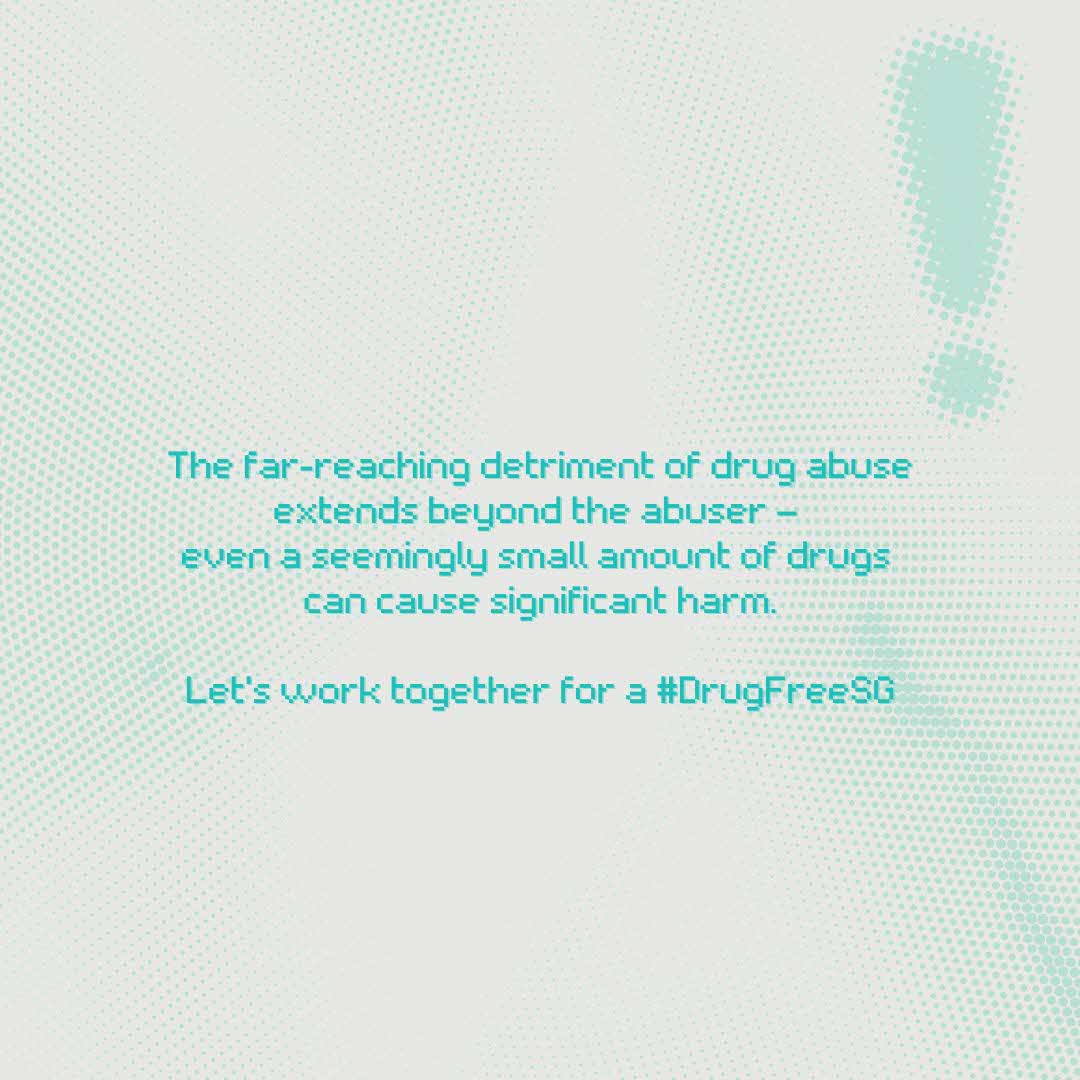 The far-reaching detriment of drug abuse
extends beyond the abuser –
even a seemingly small amount of drugs
can cause significant harm.
Let's work together for a #DrugFreeSG